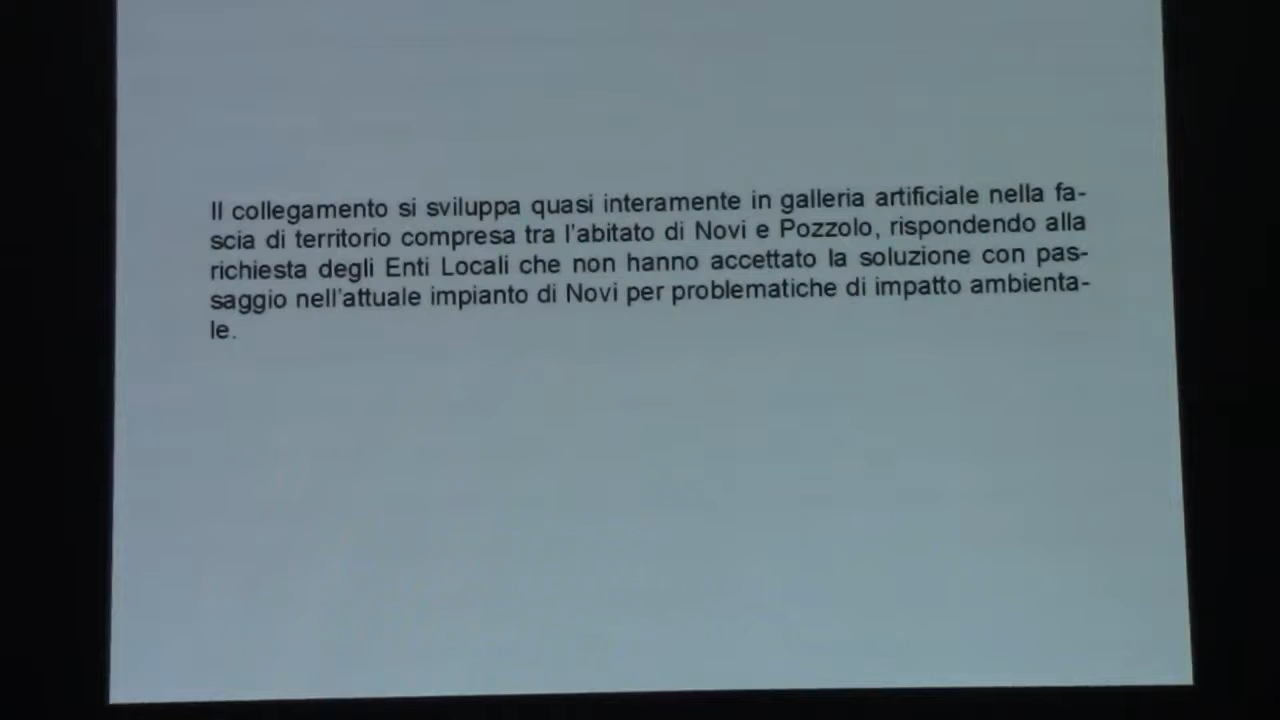 Il collegamento si sviluppa quasi interamente in galleria artificiale nella fa-
scia di territorio compresa tra l'abitato di Novi e Pozzolo, rispondendo alla
richiesta degli Enti Locali che non hanno accettato la soluzione con pas-
saggio nell'attuale impianto di Novi per problematiche di impatto ambienta-
le.